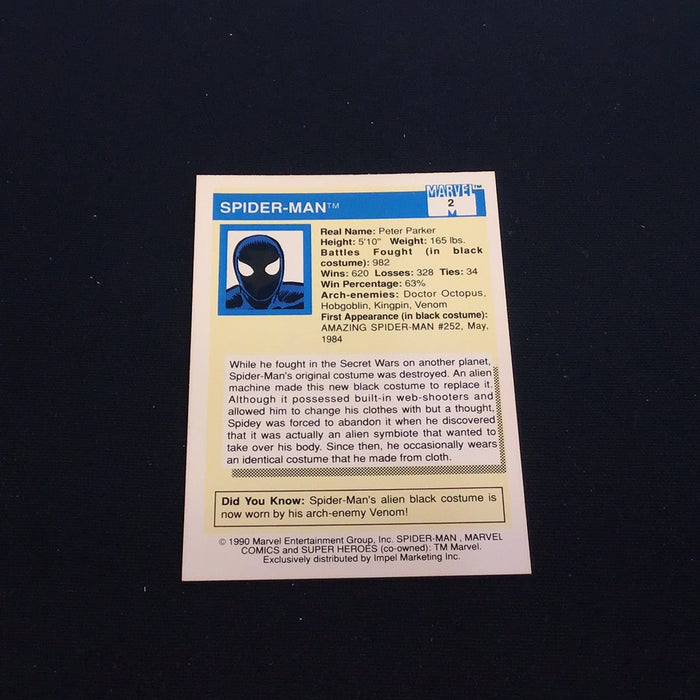 MARVEL™
2
SPIDER-MAN™
Real Name: Peter Parker
Height: 5'10" Weight: 165 lbs.
Battles Fought (in black
costume): 982
Wins: 620 Losses: 328 Ties: 34
Win Percentage: 63%
Arch-enemies: Doctor Octopus,
Hobgoblin, Kingpin, Venom
First Appearance (in black costume):
AMAZING SPIDER-MAN #252, May,
1984
While he fought in the Secret Wars on another planet,
Spider-Man's original costume was destroyed. An alien
machine made this new black costume to replace it.
Although it possessed built-in web-shooters and
allowed him to change his clothes with but a thought,
Spidey was forced to abandon it when he discovered
that it was actually an alien symbiote that wanted to
take over his body. Since then, he occasionally wears
an identical costume that he made from cloth.
Did You Know: Spider-Man's alien black costume is
now worn by his arch-enemy Venom!
© 1990 Marvel Entertainment Group, Inc. SPIDER-MAN , MARVEL
COMICS and SUPER HEROES (co-owned): TM Marvel.
Exclusively distributed by Impel Marketing Inc.